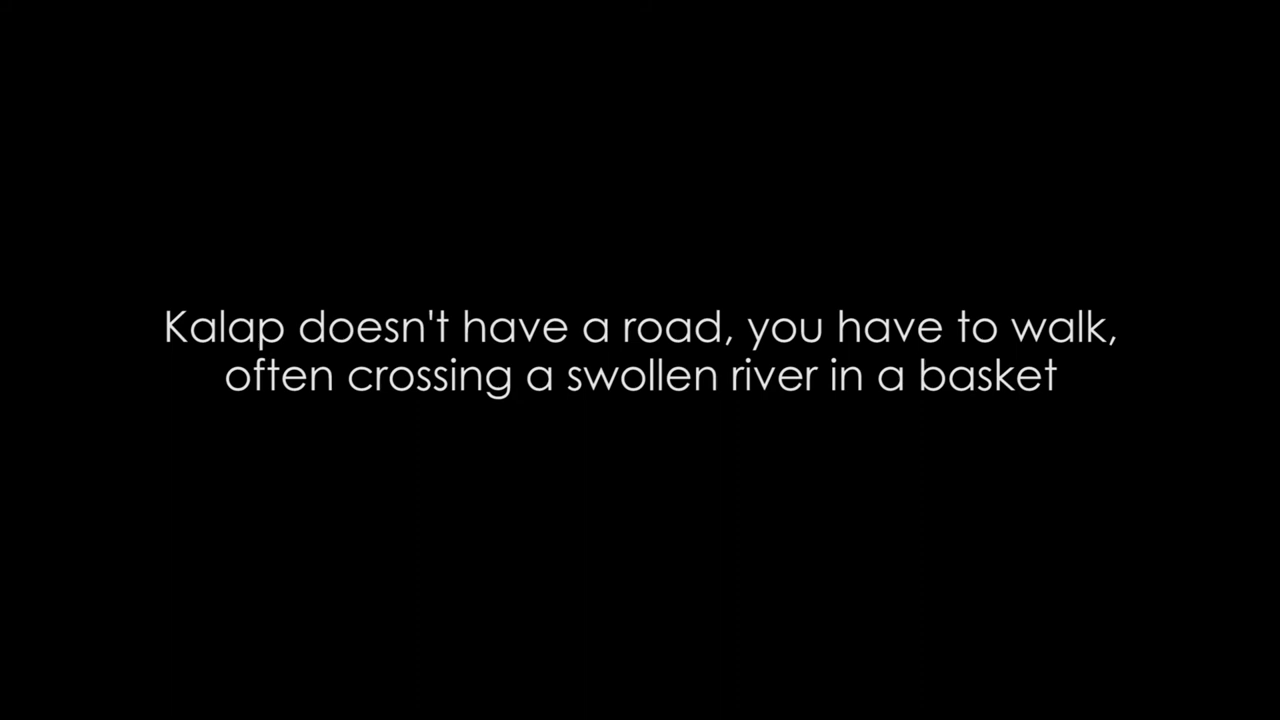 Kalap doesn't have a road, you have to walk,
often crossing a swollen river in a basket